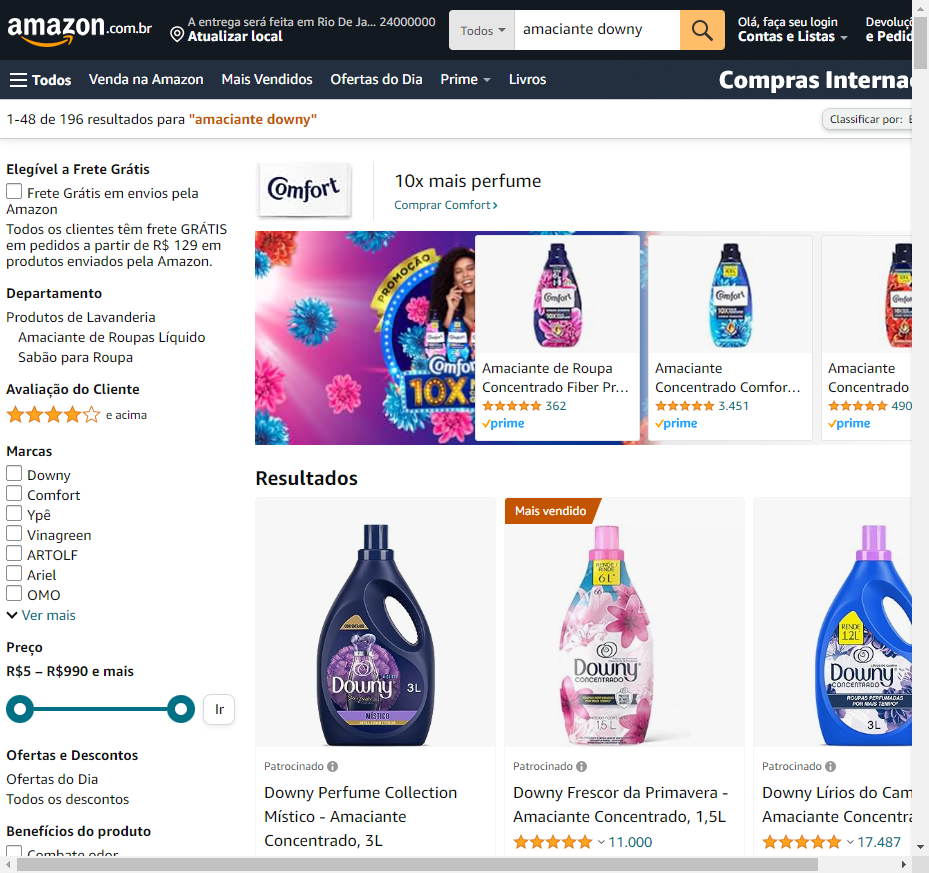 amazon.com.br
A entrega será feita em Rio De Ja... 24000000
Atualizar local
Todos
amaciante downy
Olá, faça seu login
Contas e Listas
Devoluçõ
e Pedid
Todos
Venda na Amazon
Mais Vendidos
Ofertas do Dia
Prime
Livros
Compras Interna
1-48 de 196 resultados para "amaciante downy"
Classificar por:
Elegível a Frete Grátis
Frete Grátis em envios pela
Amazon
Todos os clientes têm frete GRÁTIS
em pedidos a partir de R$ 129 em
produtos enviados pela Amazon.
Departamento
Produtos de Lavanderia
Amaciante de Roupas Líquido
Sabão para Roupa
Avaliação do Cliente
e acima
Marcas
Downy
Comfort
Ypê
Vinagreen
ARTOLF
Ariel
OMO
Ver mais
Preço
R$5 – R$990 e mais
Ir
Ofertas e Descontos
Ofertas do Dia
Todos os descontos
Benefícios do produto
Combate odor
Comfort
10x mais perfume
Comprar Comfort
PROMOÇÃO
Comfo
10X
Comfort
Amaciante de Roupa
Concentrado Fiber Pr...
362
prime
Comfort
Amaciante
Concentrado Comfor...
3.451
prime
Amaciante
Concentrado
490
prime
Resultados
Downy
3L
MÍSTICO
Patrocinado
Downy Perfume Collection
Místico - Amaciante
Concentrado, 3L
Mais vendido
RENDE
6L
Downy
CONCENTRADO
1,5L
Patrocinado
Downy Frescor da Primavera -
Amaciante Concentrado, 1,5L
11.000
RENDE
12L
Downy
CONCENTRADO
ROUPAS PERFUMADAS
POR MAIS TEMPO
3L
Patrocinado
Downy Lírios do Cam
Amaciante Concentra
17.487